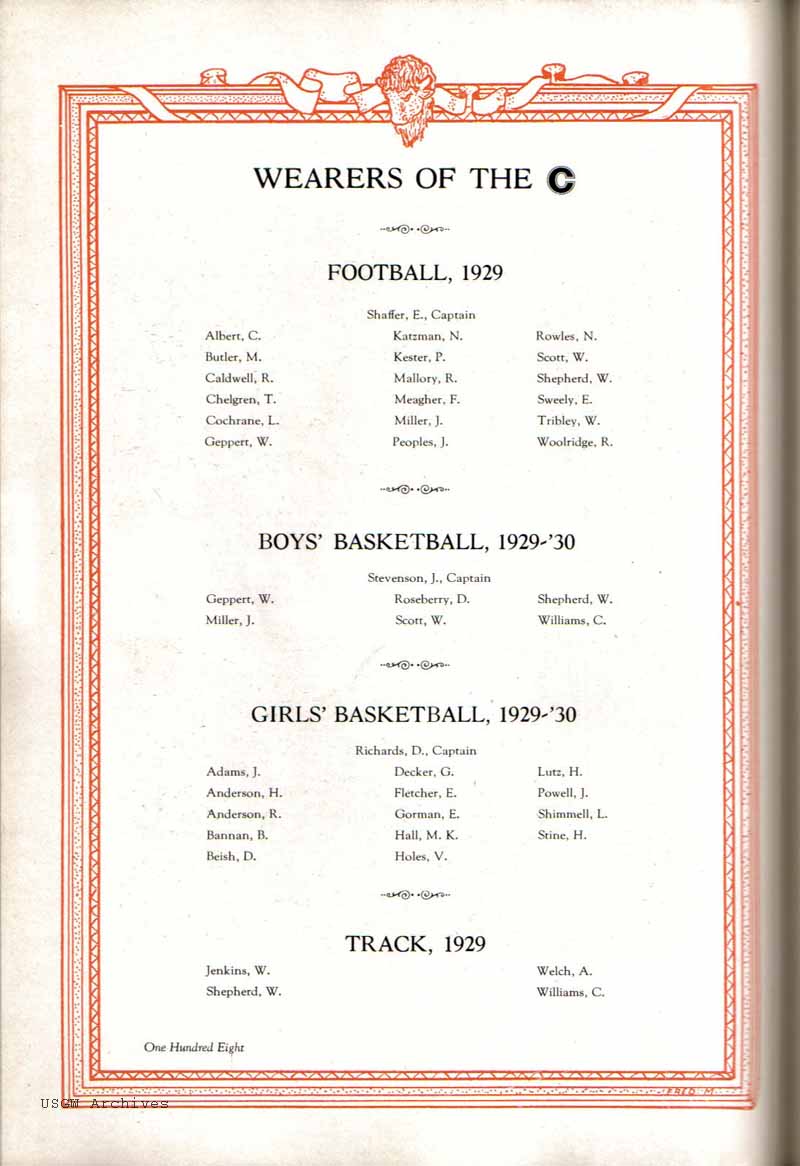 WEARERS OF THE C
FOOTBALL, 1929
Shaffer, E., Captain
Albert, C. Katzman, N. Rowles, N.
Butler, M. Kester, P. Scott, W.
Caldwell, R. Mallory, R. Shepherd, W.
Chelgren, T. Meagher, F. Sweely, E.
Cochrane, L. Miller, J. Tribley, W.
Geppert, W. Peoples, J. Woolridge, R.
BOYS' BASKETBALL, 1929-'30
Stevenson, J., Captain
Geppert, W. Roseberry, D. Shepherd, W.
Miller, J. Scott, W. Williams, C.
GIRLS' BASKETBALL, 1929-'30
Richards, D., Captain
Adams, J. Decker, G. Lutz, H.
Anderson, H. Fletcher, E. Powell, J.
Anderson, R. Gorman, E. Shimmell, L.
Bannan, B. Hall, M. K. Stine, H.
Beish, D. Holes, V.
TRACK, 1929
Jenkins, W. Welch, A.
Shepherd, W. Williams, C.
One Hundred Eight
FRED M.
USGW Archives